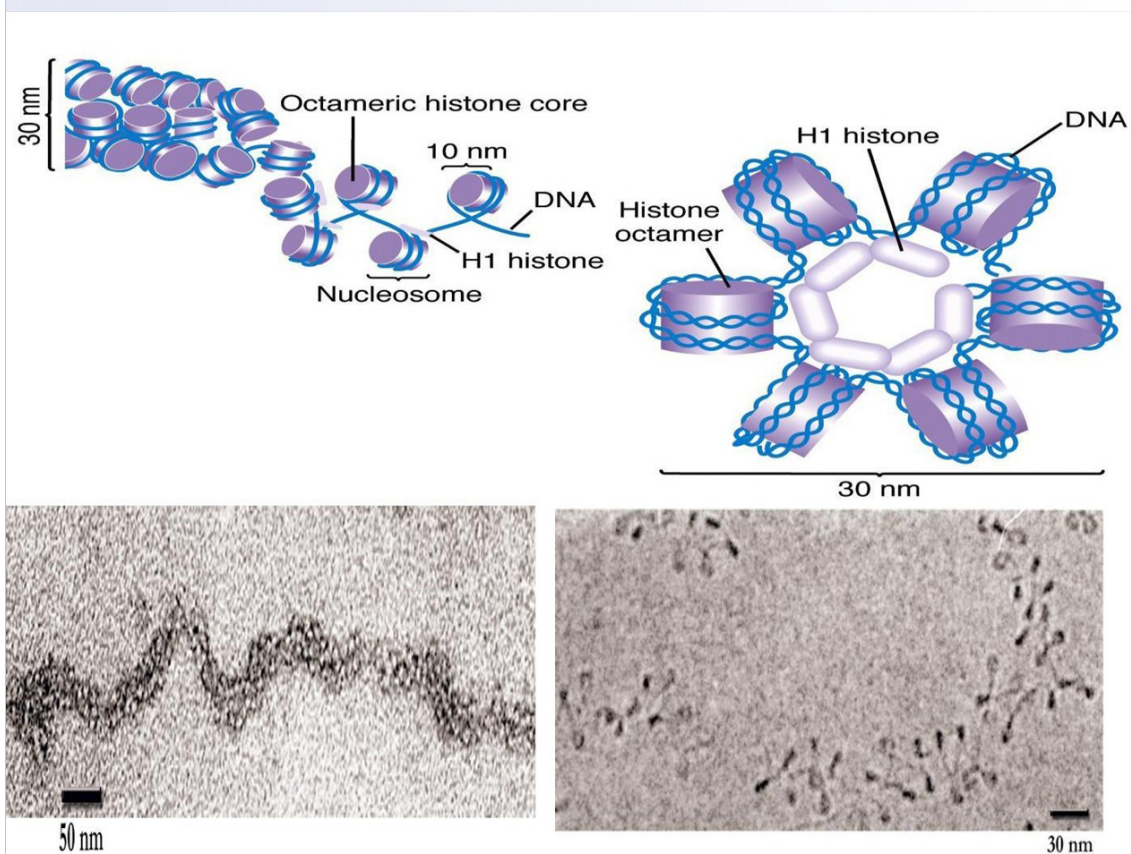 30 nm
Octameric histone core
10 nm
DNA
H1 histone
Nucleosome
H1 histone
DNA
Histone
octamer
30 nm
50 nm
30 nm